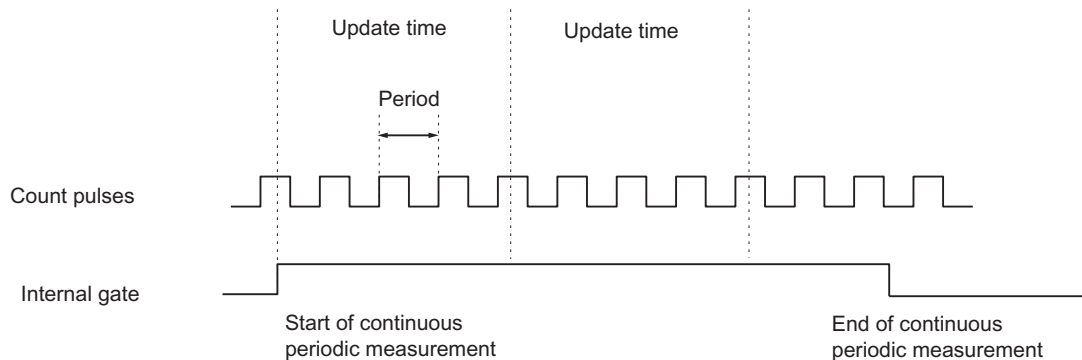 Update time
Update time
Period
Count pulses
Internal gate
Start of continuous
periodic measurement
End of continuous
periodic measurement